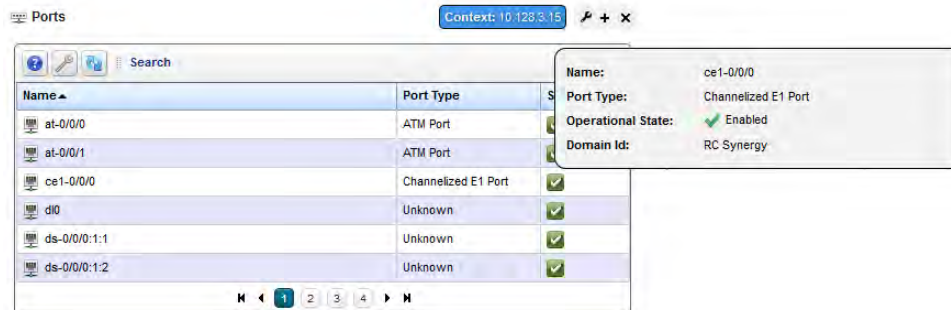 Ports
Context: 10.128.3.15
Search
Name: ce1-0/0/0
Port Type: Channelized E1 Port
Operational State: Enabled
Domain Id: RC Synergy
Name Port Type S
at-0/0/0 ATM Port
at-0/0/1 ATM Port
ce1-0/0/0 Channelized E1 Port
dl0 Unknown
ds-0/0/0:1:1 Unknown
ds-0/0/0:1:2 Unknown
1 2 3 4